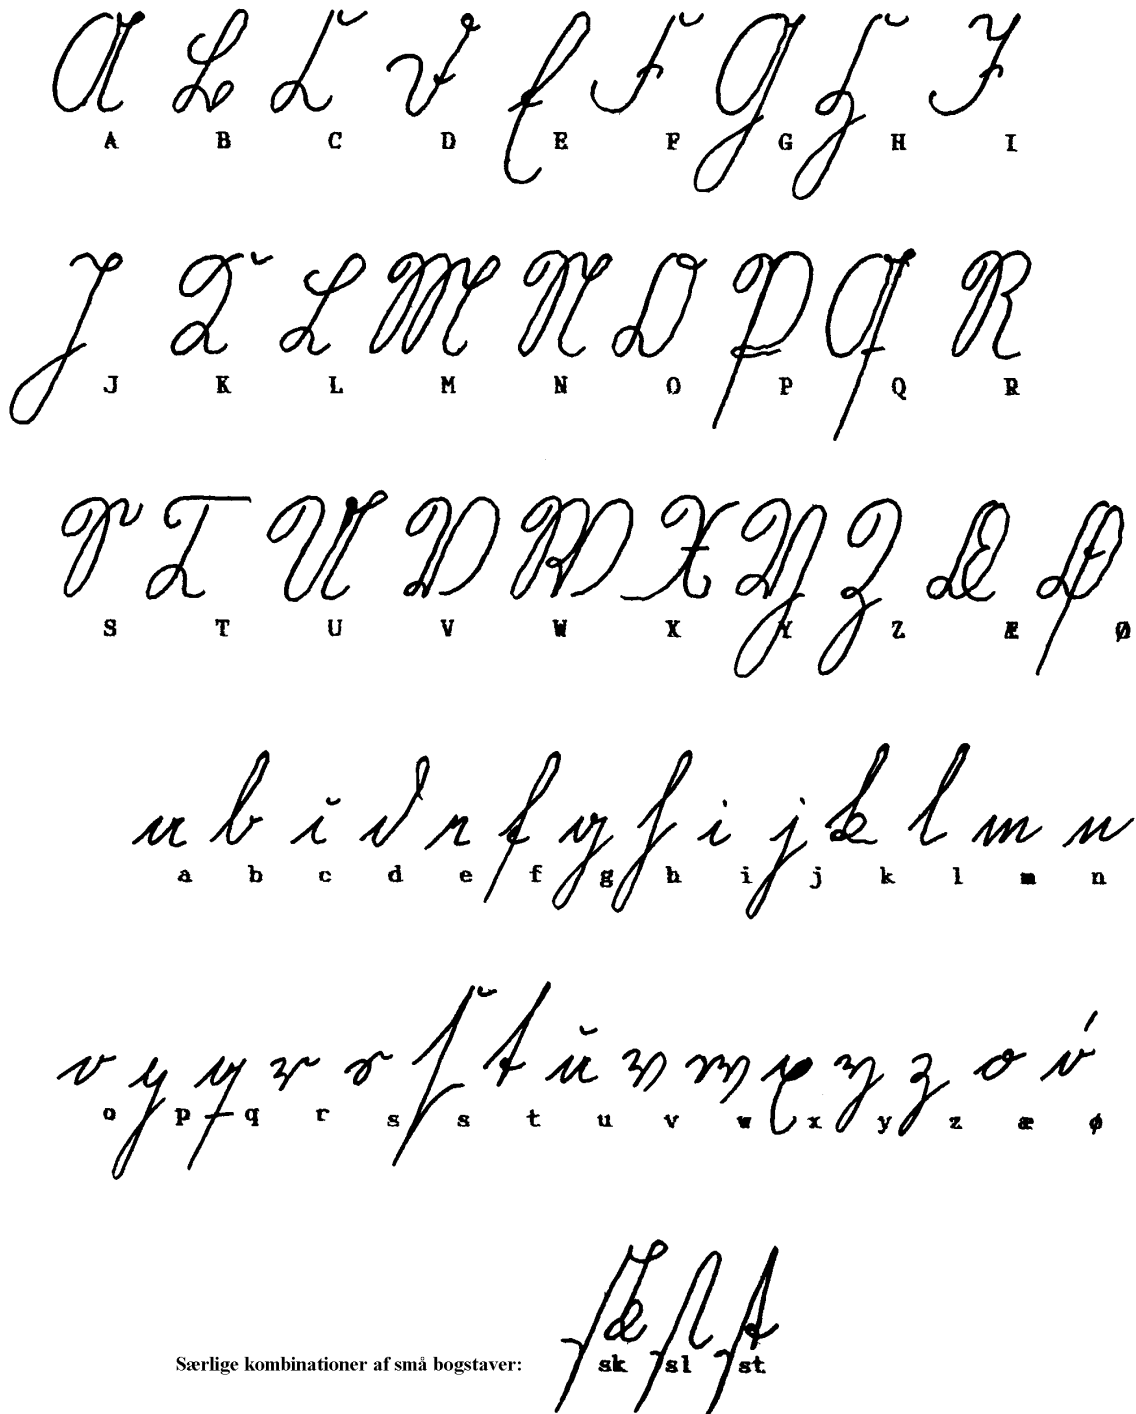 A B C D E F G H I
J K L M N O P Q R
S T U V W X Y Z Æ Ø
a b c d e f g h i j k l m n
o p q r s s t u v w x y z æ ø
Særlige kombinationer af små bogstaver: sk sl st